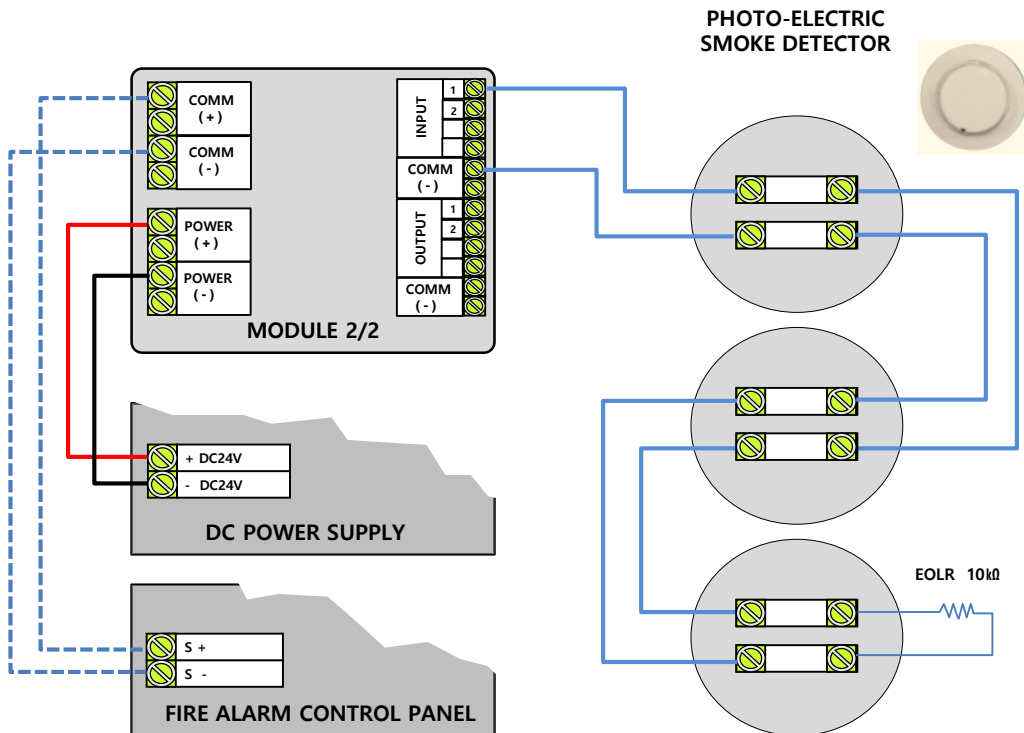 PHOTO-ELECTRIC
SMOKE DETECTOR
COMM
(+)
COMM
(-)
POWER
(+)
POWER
(-)
INPUT
1
2
COMM
(-)
OUTPUT
1
2
COMM
(-)
MODULE 2/2
+ DC24V
- DC24V
DC POWER SUPPLY
EOLR 10㏀
S +
S -
FIRE ALARM CONTROL PANEL